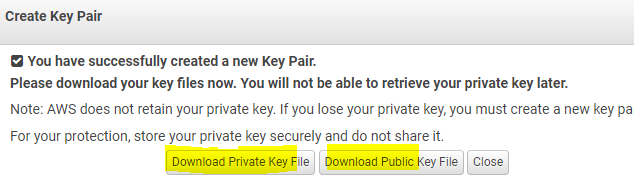 Create Key Pair
You have successfully created a new Key Pair.
Please download your key files now. You will not be able to retrieve your private key later.
Note: AWS does not retain your private key. If you lose your private key, you must create a new key pa
For your protection, store your private key securely and do not share it.
Download Private Key File Download Public Key File Close